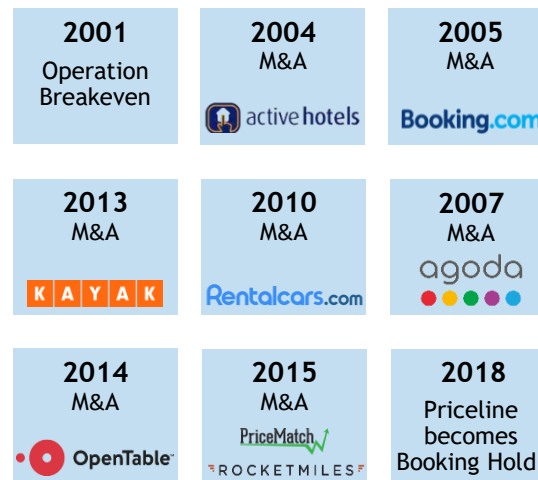 2001
Operation
Breakeven
2004
M&A
active hotels
2005
M&A
Booking.com
2013
M&A
KAYAK
2010
M&A
Rentalcars.com
2007
M&A
agoda
2014
M&A
OpenTable
2015
M&A
PriceMatch
ROCKETMILES
2018
Priceline
becomes
Booking Hold